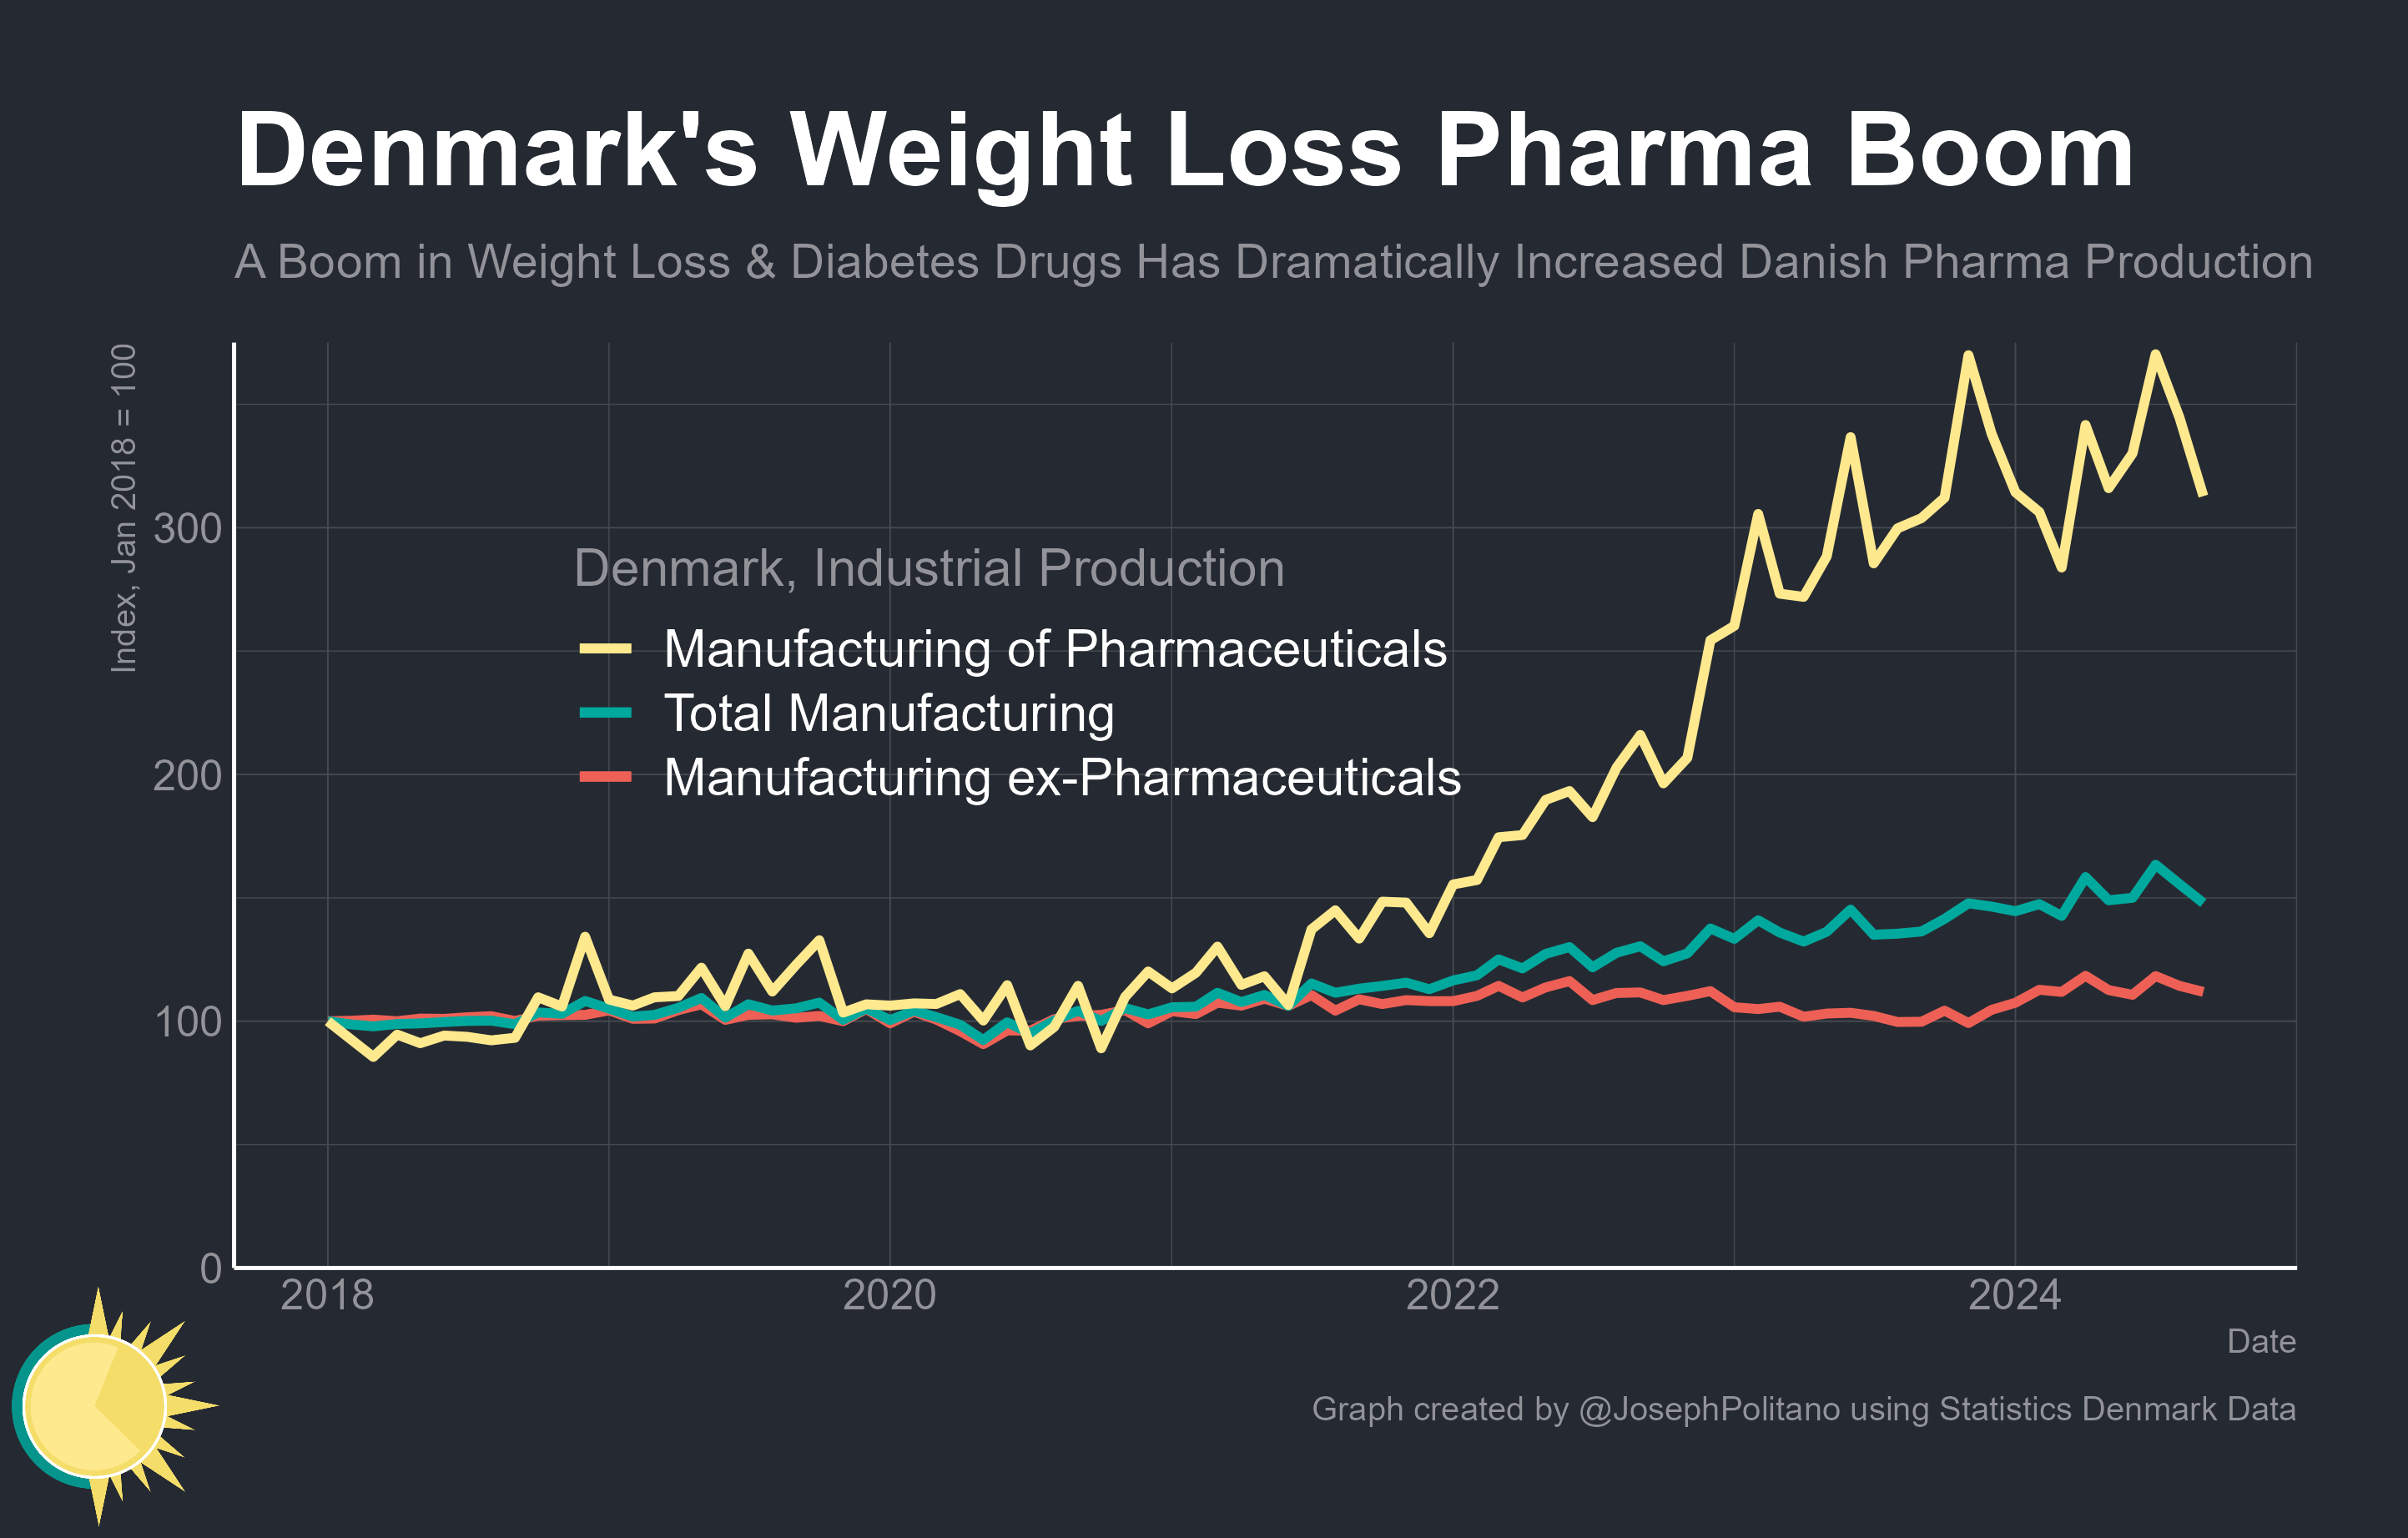 Denmark's Weight Loss Pharma Boom
A Boom in Weight Loss & Diabetes Drugs Has Dramatically Increased Danish Pharma Production
Index, Jan 2018 = 100
300
200
100
0
Denmark, Industrial Production
Manufacturing of Pharmaceuticals
Total Manufacturing
Manufacturing ex-Pharmaceuticals
2018 2020 2022 2024
Date
Graph created by @JosephPolitano using Statistics Denmark Data